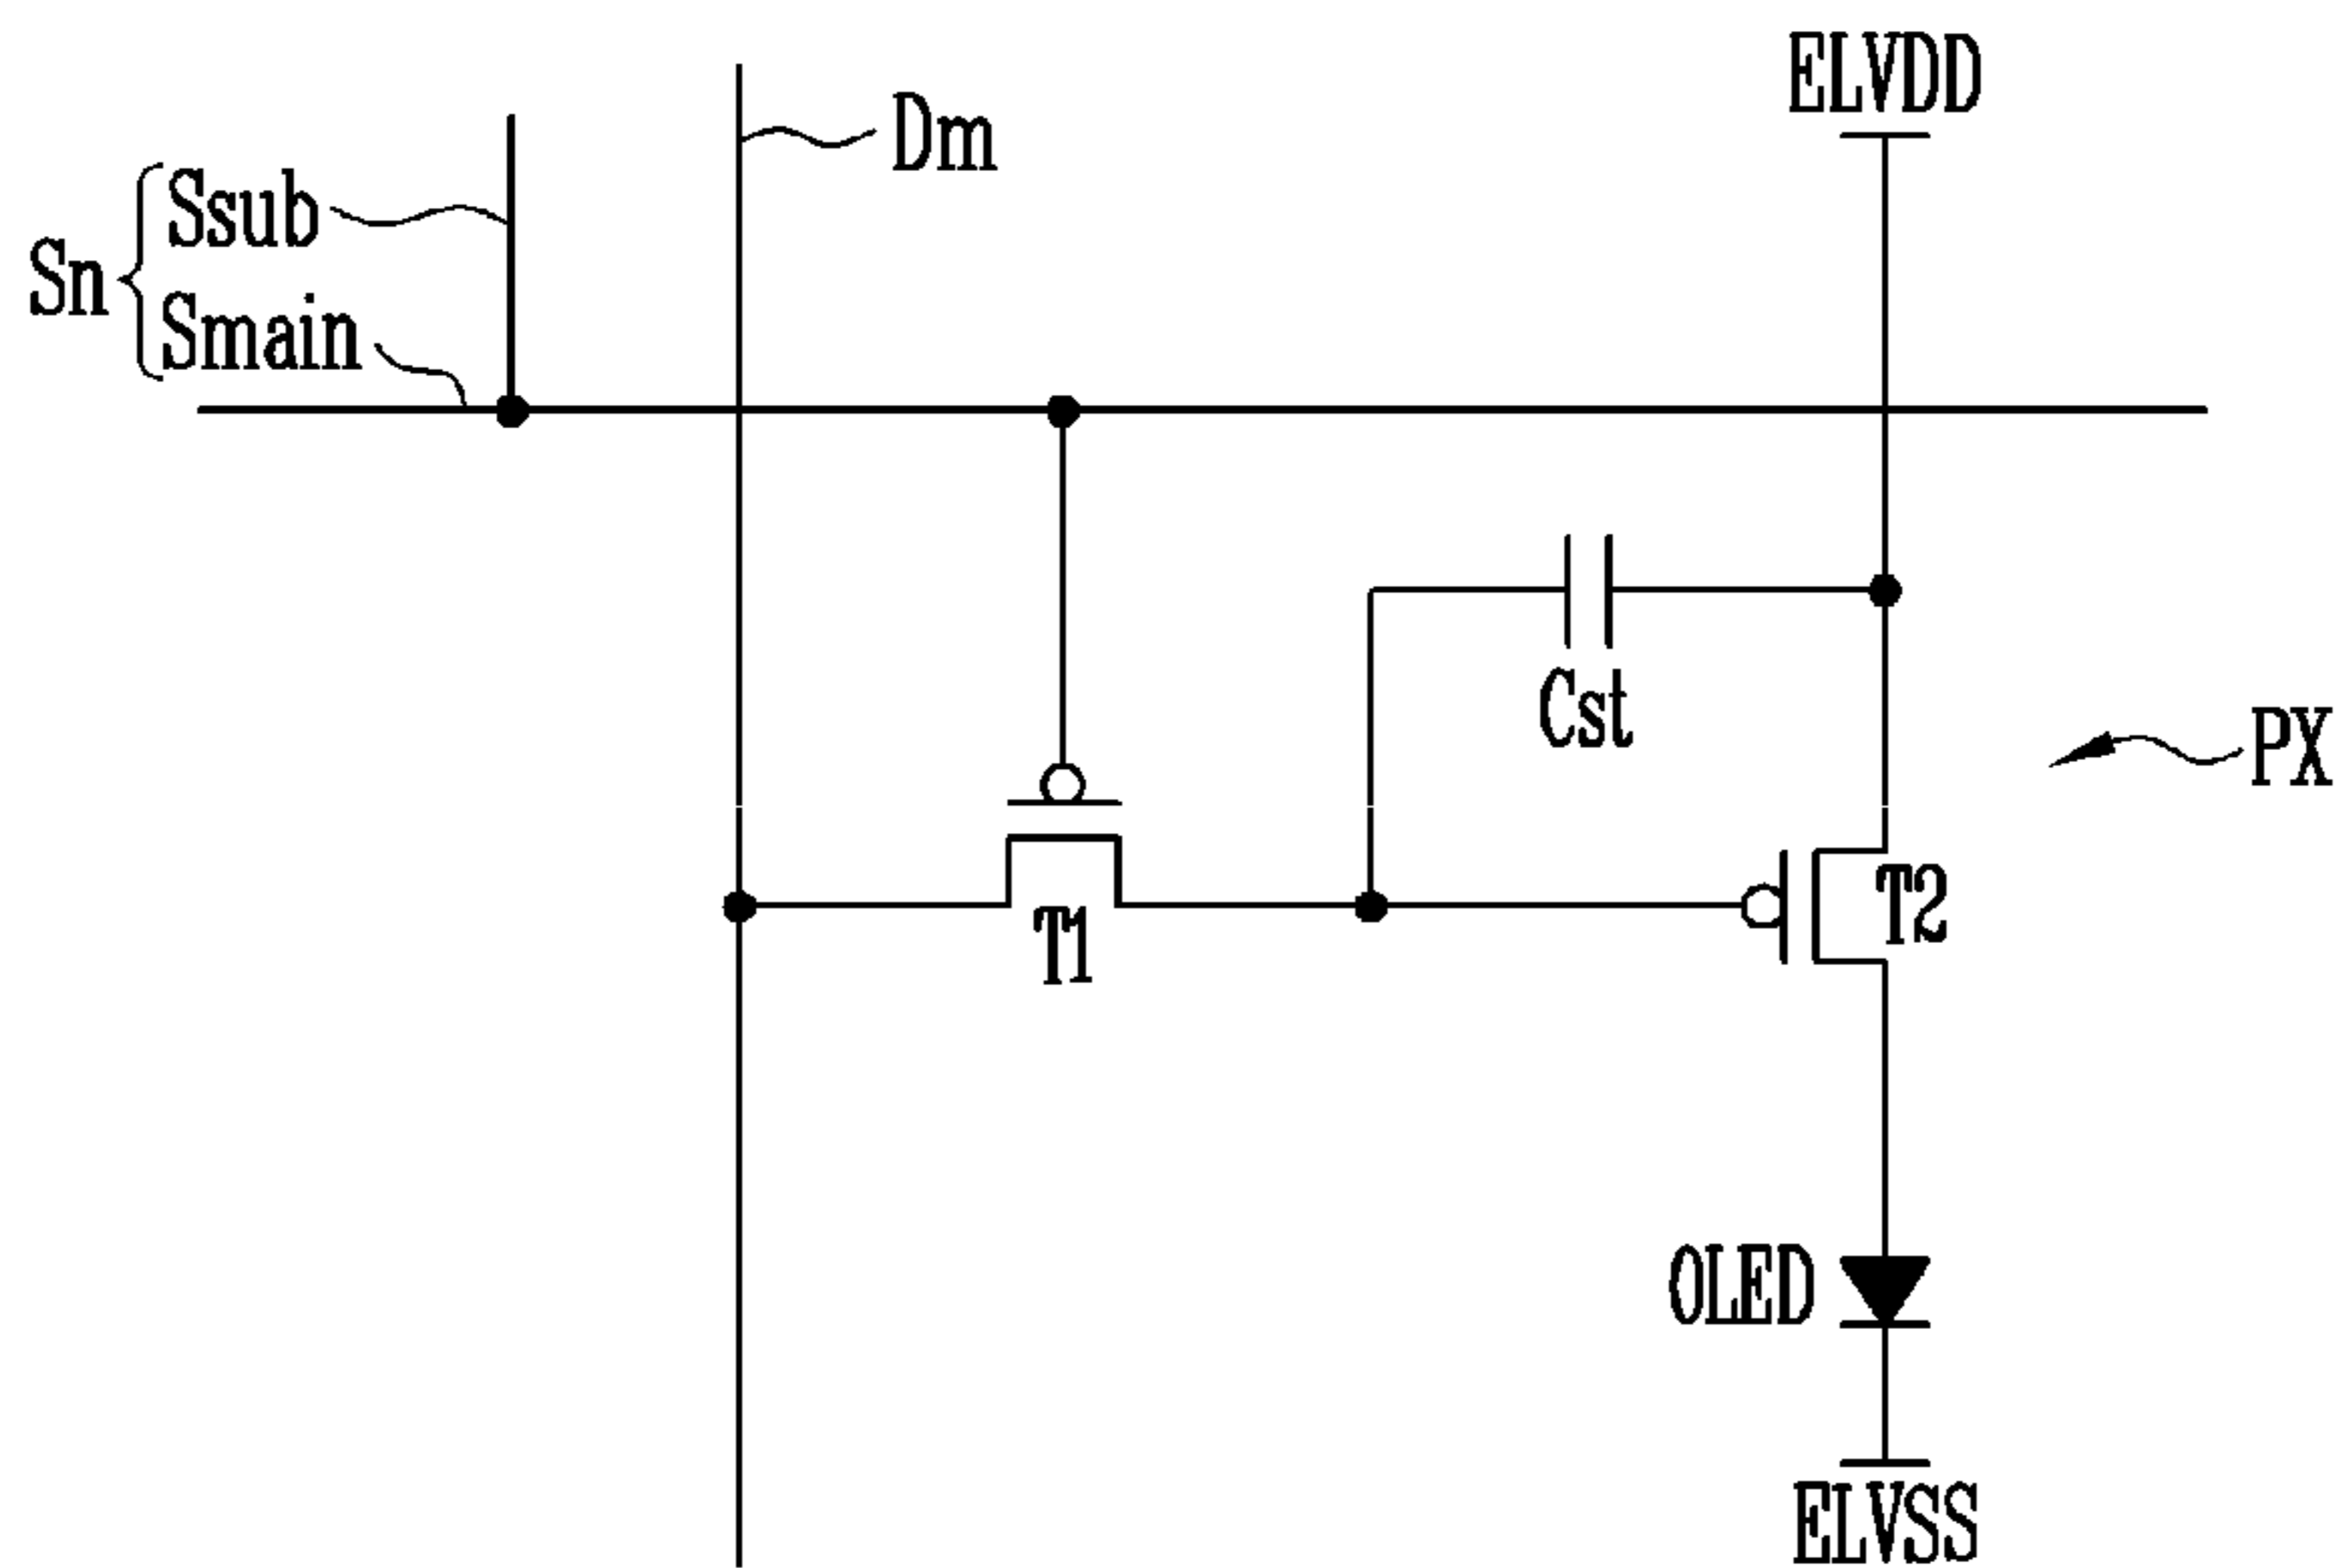 ELVDD
Dm
Ssub
Sn
Smain
Cst
PX
T2
T1
OLED
ELVSS